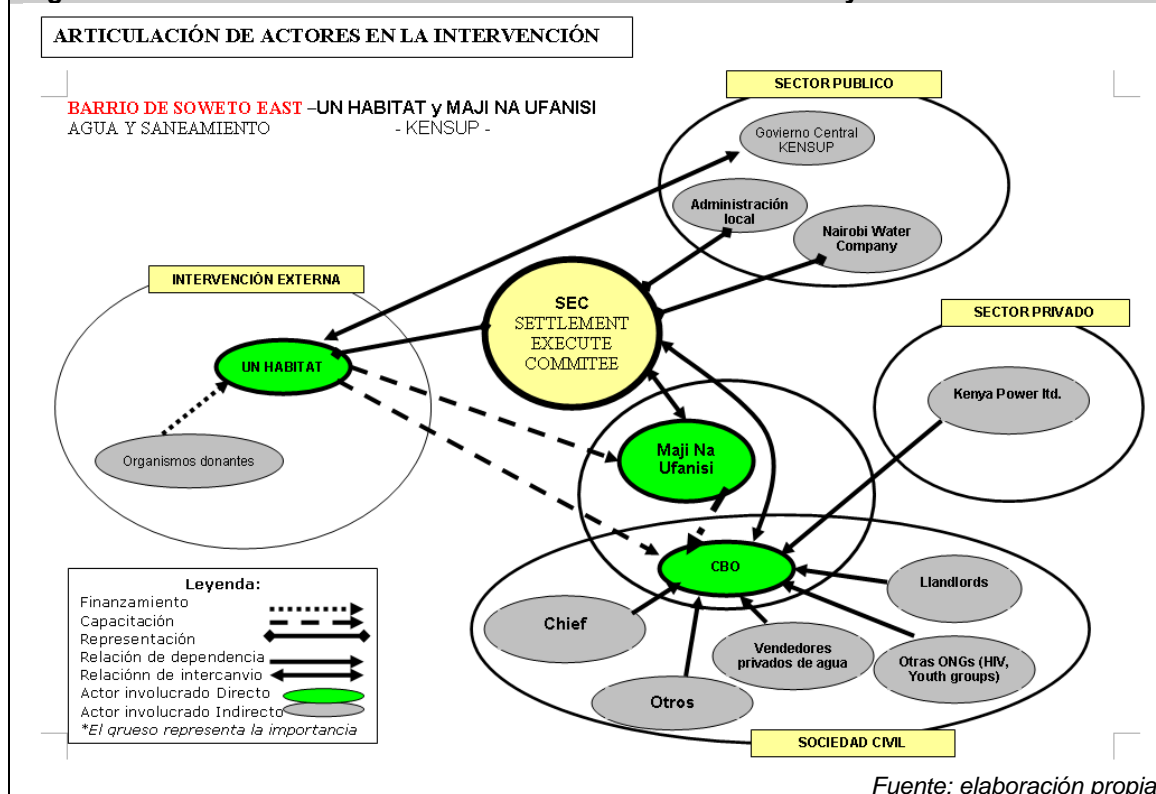 ARTICULACIÓN DE ACTORES EN LA INTERVENCIÓN
BARRIO DE SOWETO EAST –UN HABITAT y MAJI NA UFANISI
AGUA Y SANEAMIENTO - KENSUP -
SECTOR PUBLICO
Govierno Central
KENSUP
Administración
local
Nairobi Water
Company
INTERVENCIÓN EXTERNA
UN HABITAT
Organismos donantes
SEC
SETTLEMENT
EXECUTE
COMMITEE
SECTOR PRIVADO
Kenya Power ltd.
Maji Na
Ufanisi
CBO
Llandlords
Chief
Vendedores
privados de agua
Otras ONGs (HIV,
Youth groups)
Otros
SOCIEDAD CIVIL
Leyenda:
Finanzamiento
Capacitación
Representación
Relación de dependencia
Relaciónn de intercanvio
Actor involucrado Directo
Actor involucrado Indirecto
*El grueso representa la importancia
Fuente: elaboración propia